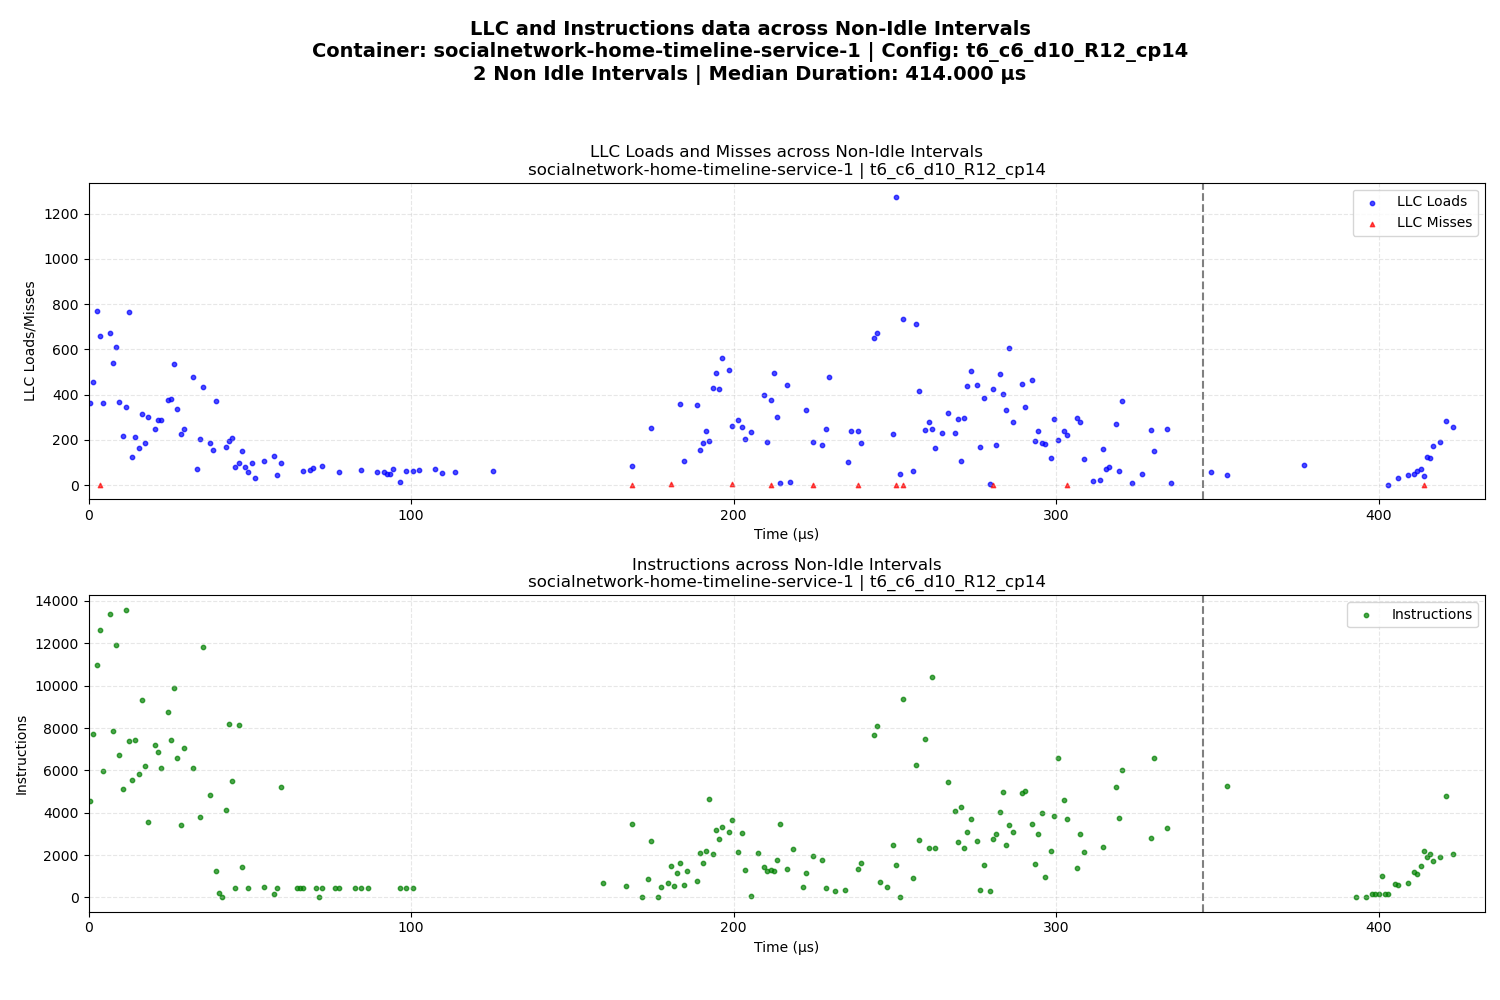 LLC and Instructions data across Non-Idle Intervals
Container: socialnetwork-home-timeline-service-1 | Config: t6_c6_d10_R12_cp14
2 Non Idle Intervals | Median Duration: 414.000 µs
LLC Loads and Misses across Non-Idle Intervals
socialnetwork-home-timeline-service-1 | t6_c6_d10_R12_cp14
LLC Loads/Misses
1200
1000
800
600
400
200
0
LLC Loads
LLC Misses
0 100 200 300 400
Time (µs)
Instructions across Non-Idle Intervals
socialnetwork-home-timeline-service-1 | t6_c6_d10_R12_cp14
Instructions
14000
12000
10000
8000
6000
4000
2000
0
Instructions
0 100 200 300 400
Time (µs)